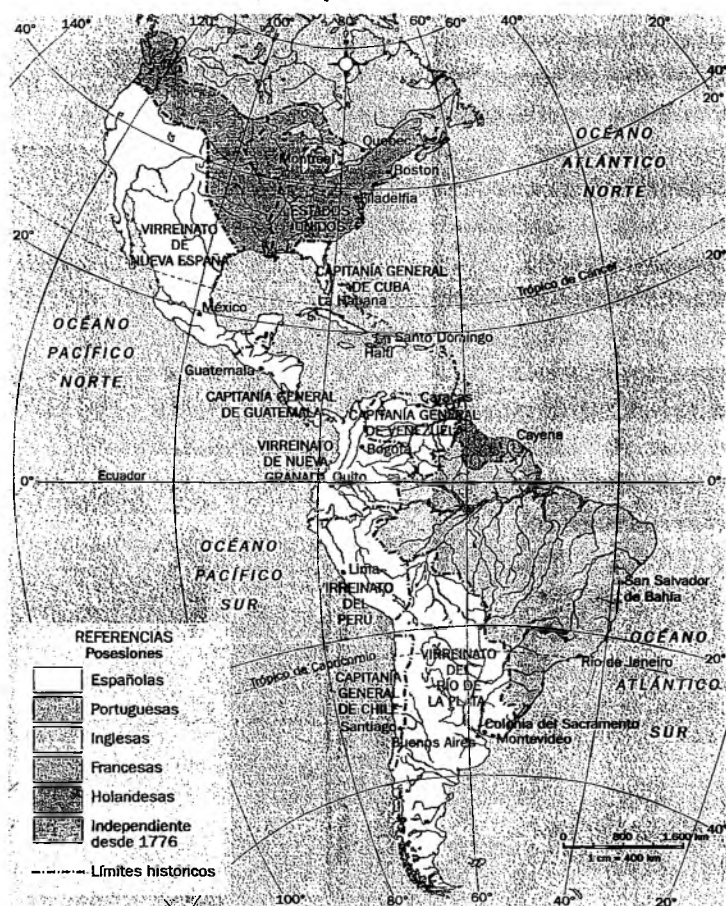 40°
120°
100°
80°
60°
40°
20°
40°
20°
OCÉANO
ATLÁNTICO
NORTE
Quebec
Montreal
Boston
Filadelfia
ESTADOS
UNIDOS
VIRREINATO
DE
NUEVA ESPAÑA
20°
20°
CAPITANÍA GENERAL
DE CUBA
La Habana
Trópico de Cáncer
México
OCÉANO
PACÍFICO
NORTE
Santo Domingo
Haití
Guatemala
CAPITANÍA GENERAL
DE GUATEMALA
Caracas
CAPITANÍA GENERAL
DE VENEZUELA
Cayena
VIRREINATO
DE NUEVA
GRANADA
Bogotá
Quito
Ecuador
0°
0°
OCÉANO
PACÍFICO
SUR
Lima
VIRREINATO
DEL
PERÚ
San Salvador
de Bahía
OCÉANO
ATLÁNTICO
SUR
Río de Janeiro
Trópico de Capricornio
CAPITANÍA
GENERAL
DE CHILE
VIRREINATO
DEL
RÍO DE
LA PLATA
20°
Santiago
Colonia del Sacramento
Buenos Aires
Montevideo
REFERENCIAS
Posesiones
Españolas
Portuguesas
Inglesas
Francesas
Holandesas
Independiente
desde 1776
Límites históricos
40°
0 800 1.600 km
1 cm = 400 km
100°
80°
60°
40°
20°
20°